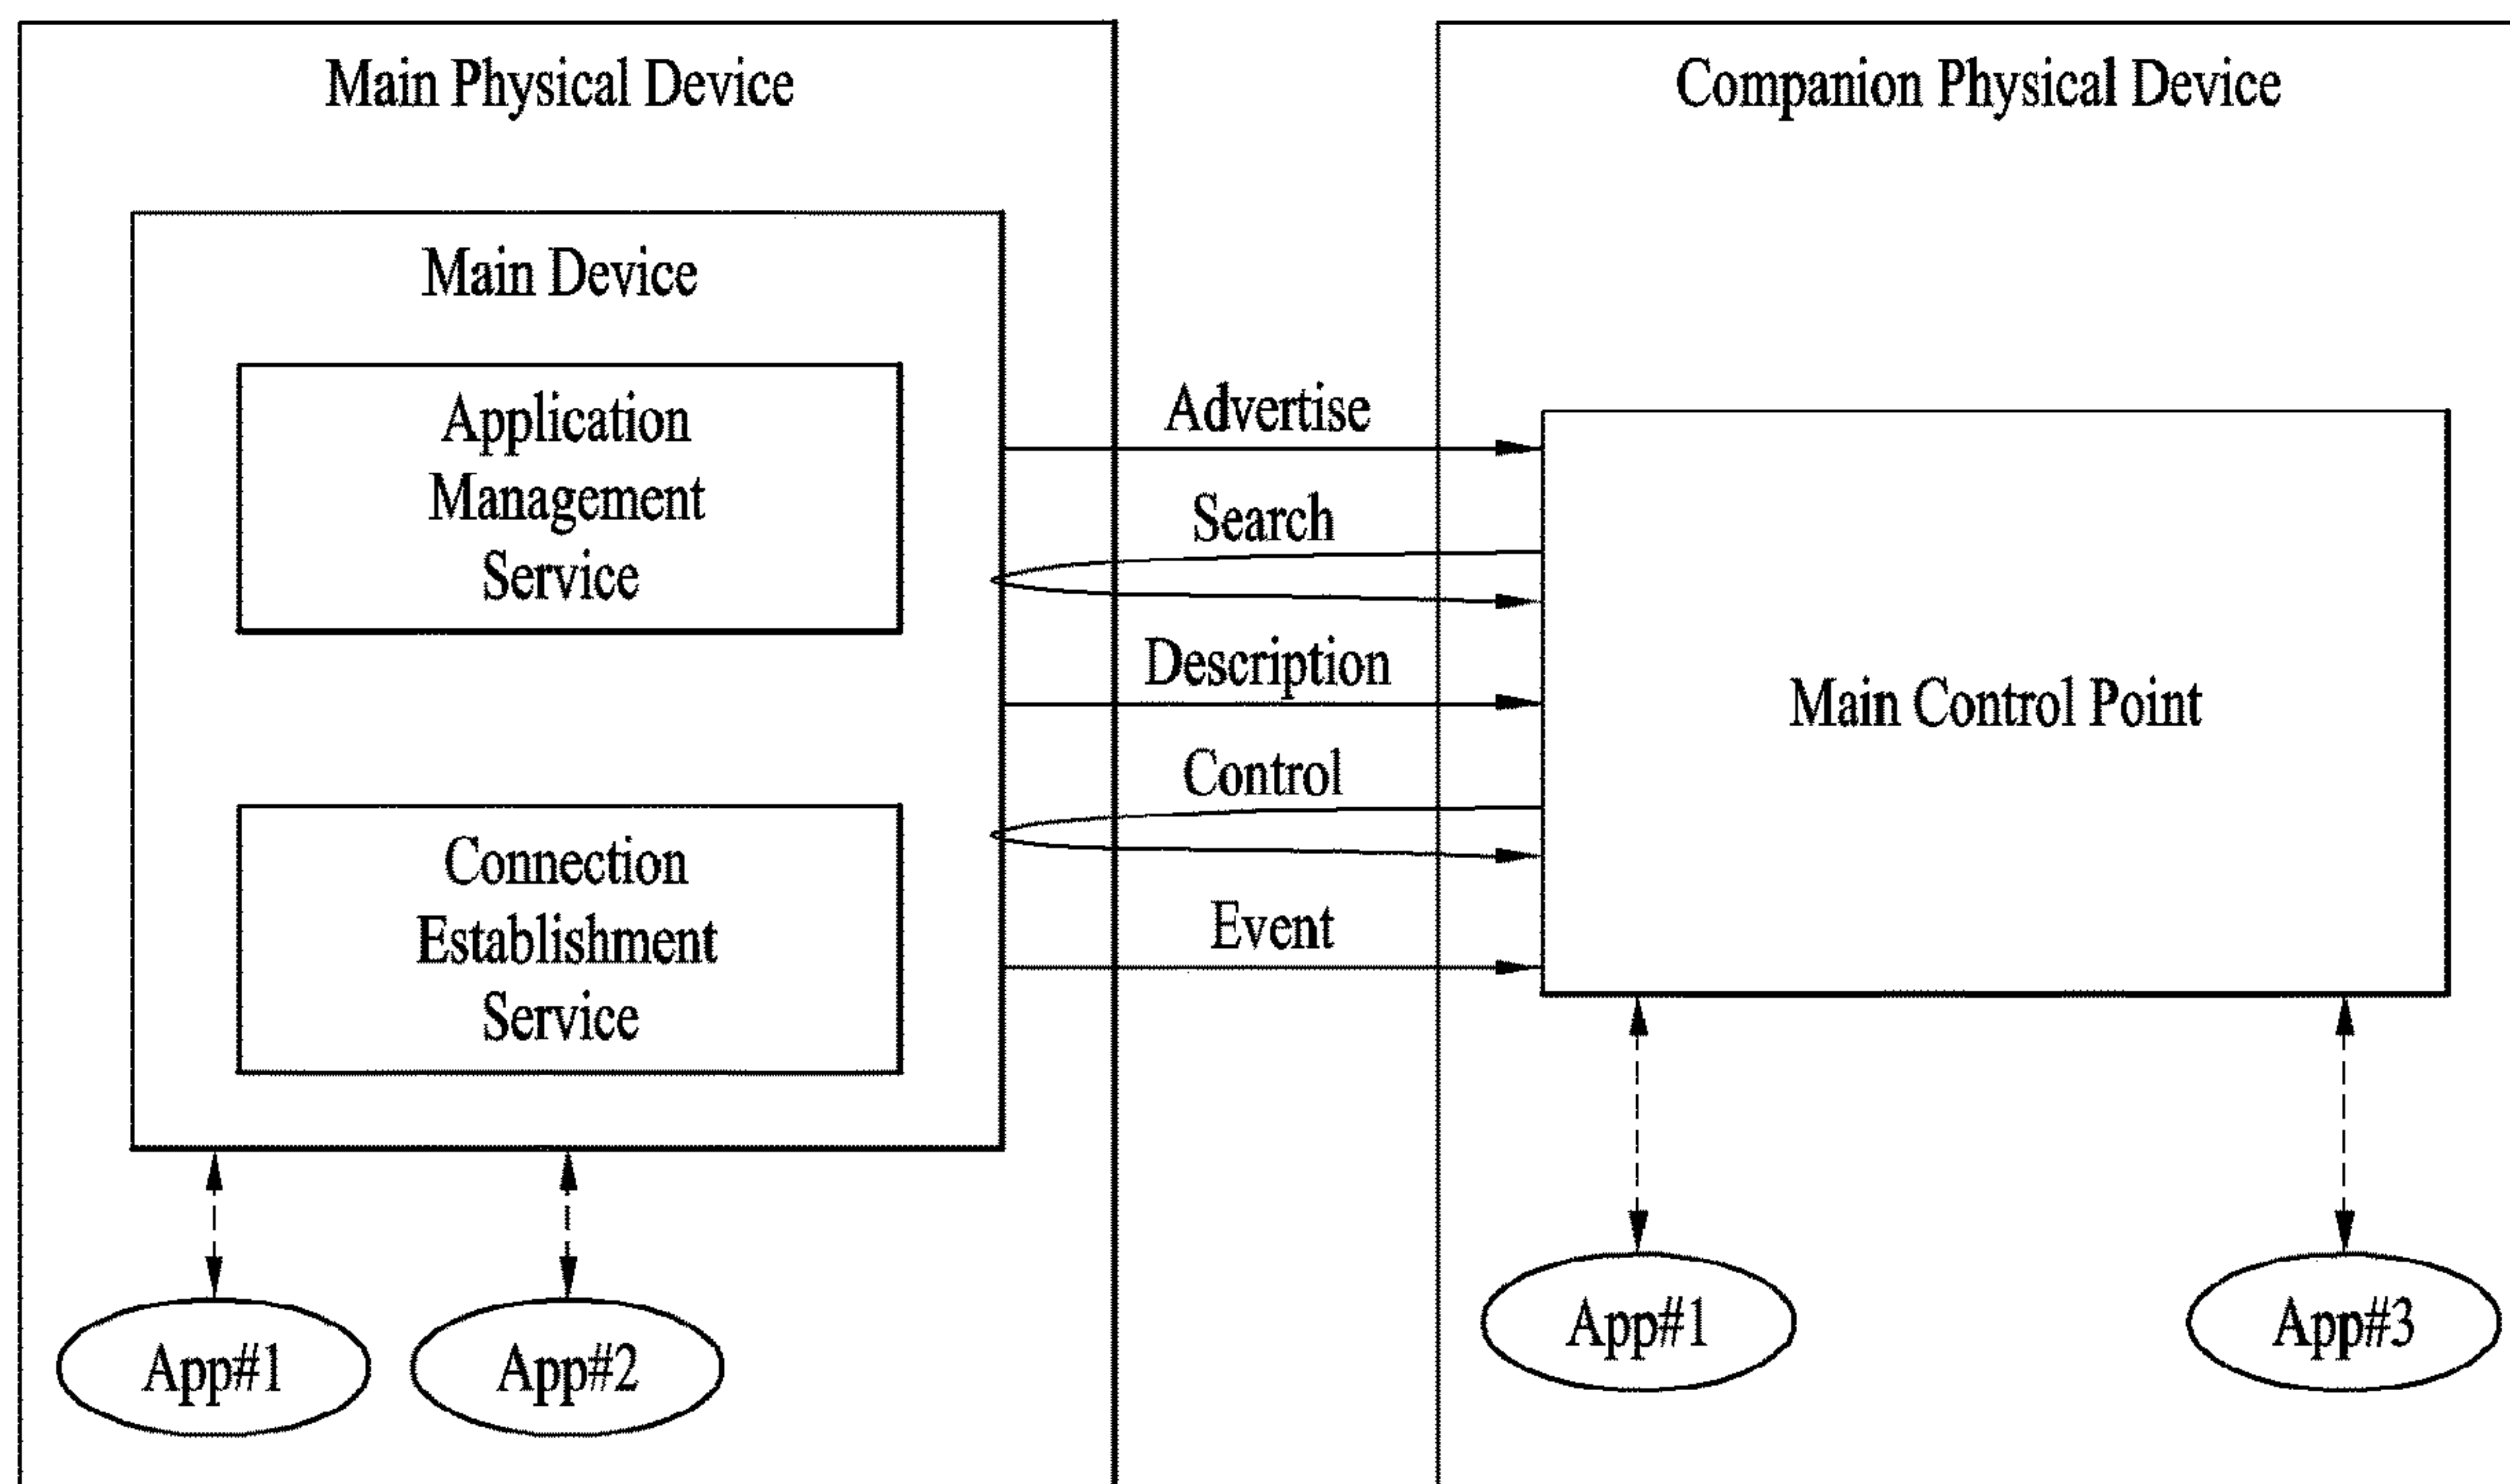 Main Physical Device
Main Device
Application
Management
Service
Connection
Establishment
Service
App#1
App#2
Advertise
Search
Description
Control
Event
Companion Physical Device
Main Control Point
App#1
App#3